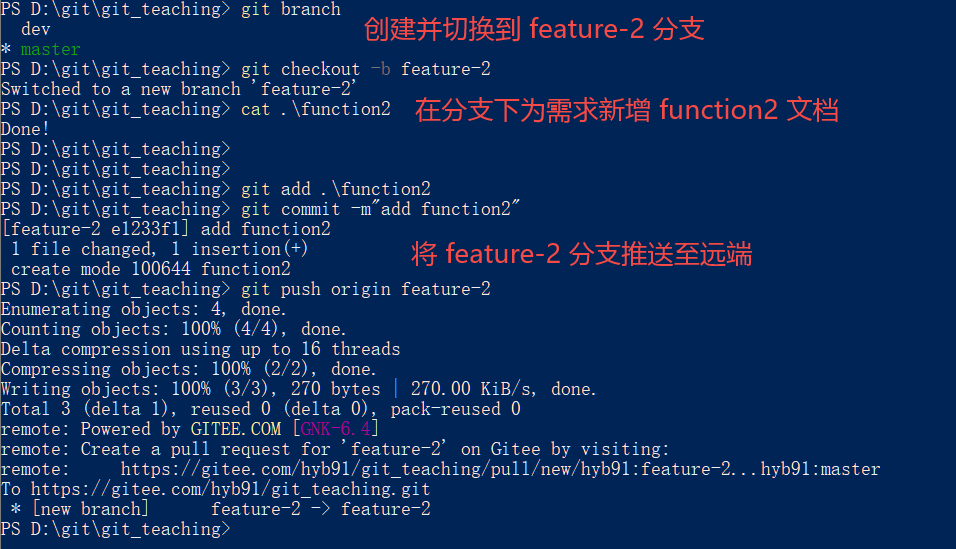 PS D:\git\git_teaching> git branch
  dev
创建并切换到 feature-2 分支
* master
PS D:\git\git_teaching> git checkout -b feature-2
Switched to a new branch 'feature-2'
PS D:\git\git_teaching> cat .\function2
在分支下为需求新增 function2 文档
Done!
PS D:\git\git_teaching>
PS D:\git\git_teaching>
PS D:\git\git_teaching> git add .\function2
PS D:\git\git_teaching> git commit -m"add function2"
[feature-2 e1233f1] add function2
 1 file changed, 1 insertion(+)
将 feature-2 分支推送至远端
 create mode 100644 function2
PS D:\git\git_teaching> git push origin feature-2
Enumerating objects: 4, done.
Counting objects: 100% (4/4), done.
Delta compression using up to 16 threads
Compressing objects: 100% (2/2), done.
Writing objects: 100% (3/3), 270 bytes | 270.00 KiB/s, done.
Total 3 (delta 1), reused 0 (delta 0), pack-reused 0
remote: Powered by GITEE.COM [GNK-6.4]
remote: Create a pull request for 'feature-2' on Gitee by visiting:
remote:     https://gitee.com/hyb91/git_teaching/pull/new/hyb91:feature-2...hyb91:master
To https://gitee.com/hyb91/git_teaching.git
 * [new branch]      feature-2 -> feature-2
PS D:\git\git_teaching>